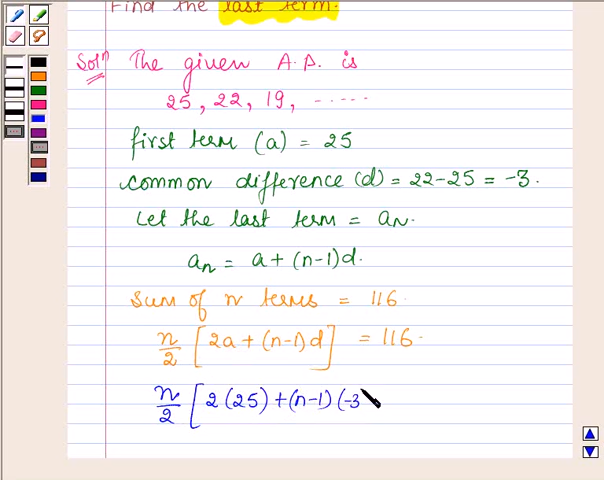 Find the last term.
Solⁿ The given A.P. is
25, 22, 19, ......
first term (a) = 25
common difference (d) = 22-25 = -3.
Let the last term = aₙ.
aₙ = a + (n-1)d.
Sum of n terms = 116.
n/2 [2a + (n-1)d] = 116.
n/2 [2(25) + (n-1)(-3